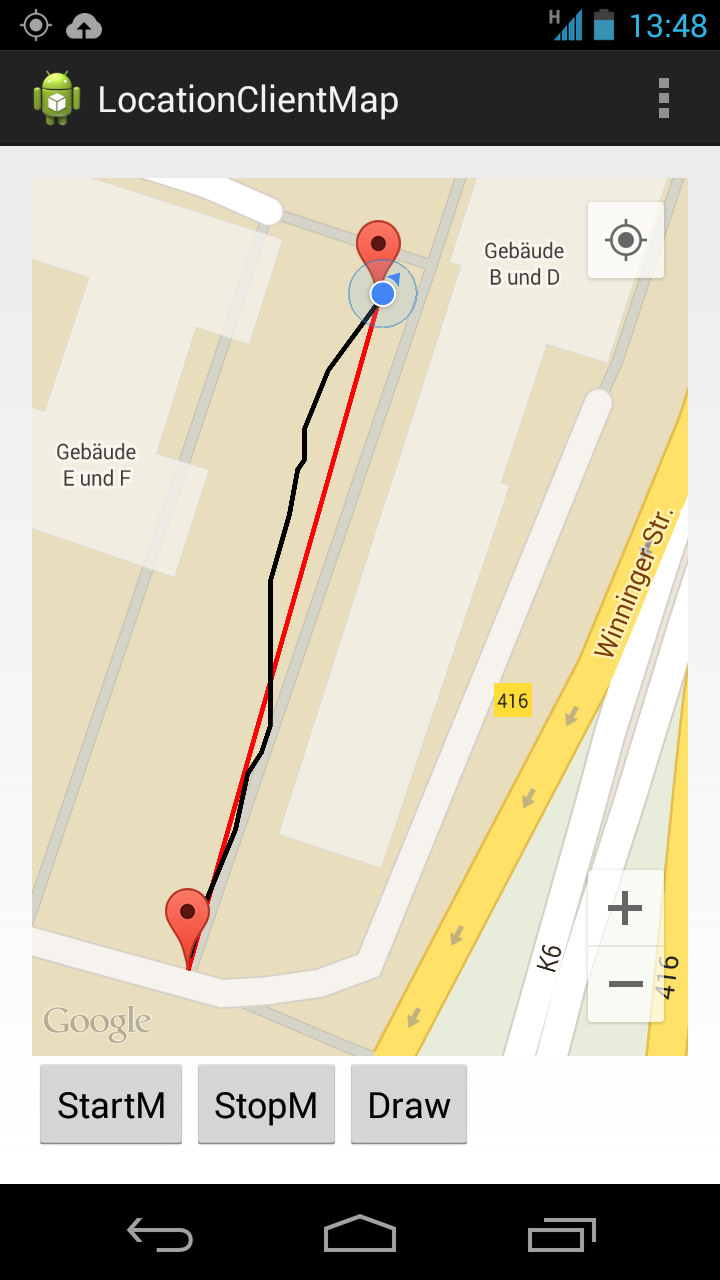 H
13:48
LocationClientMap
Gebäude
B und D
Gebäude
E und F
Winninger Str.
416
K6
416
Google
StartM
StopM
Draw